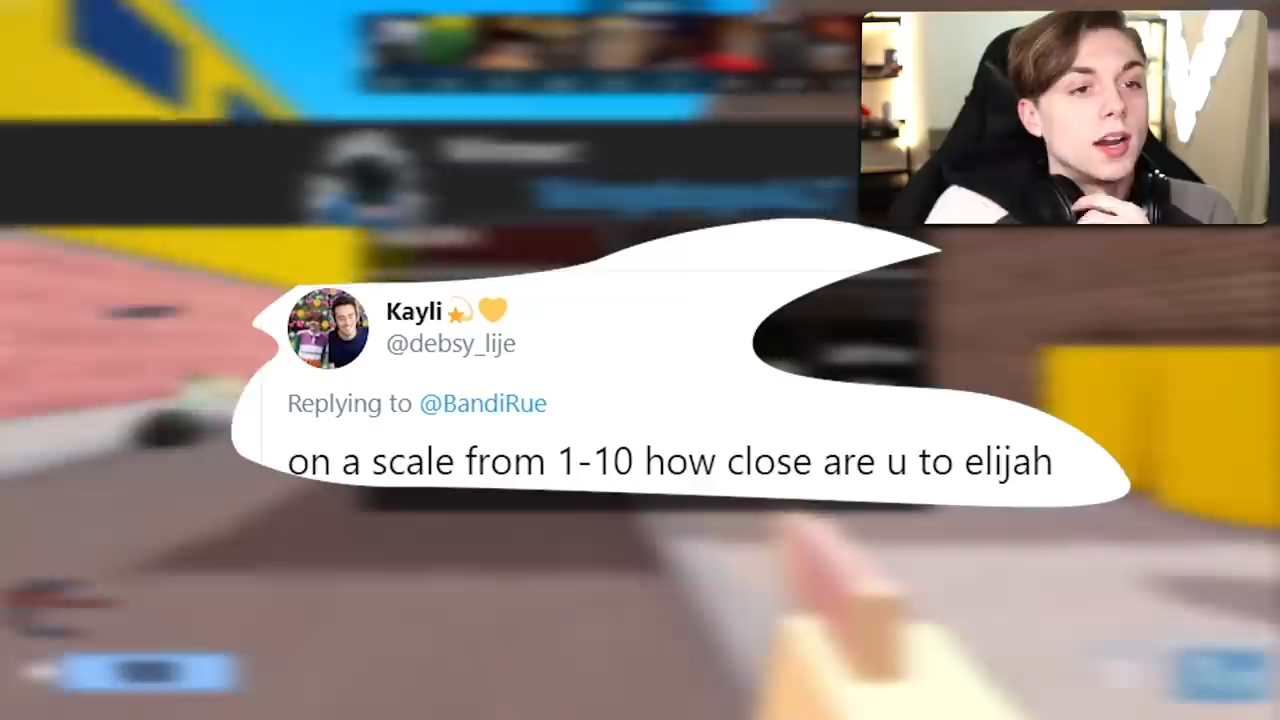 Kayli💫💛
@debsy_lije
Replying to @BandiRue
on a scale from 1-10 how close are u to elijah